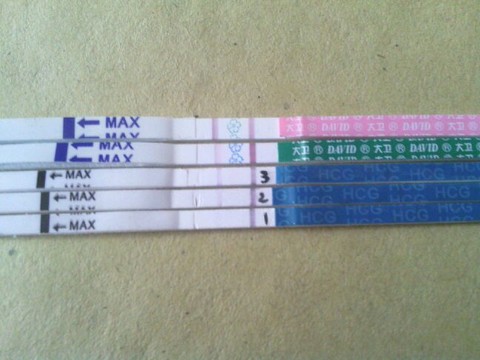 ← MAX ® DAVID ® 大卫 ® DAVID ® 大卫
← MAX 大卫 ® DAVID ® 大卫 ® DAVID ®
← MAX 3 HCG HCG HCG
← MAX 2 HCG HCG HCG
← MAX 1 HCG HCG HCG